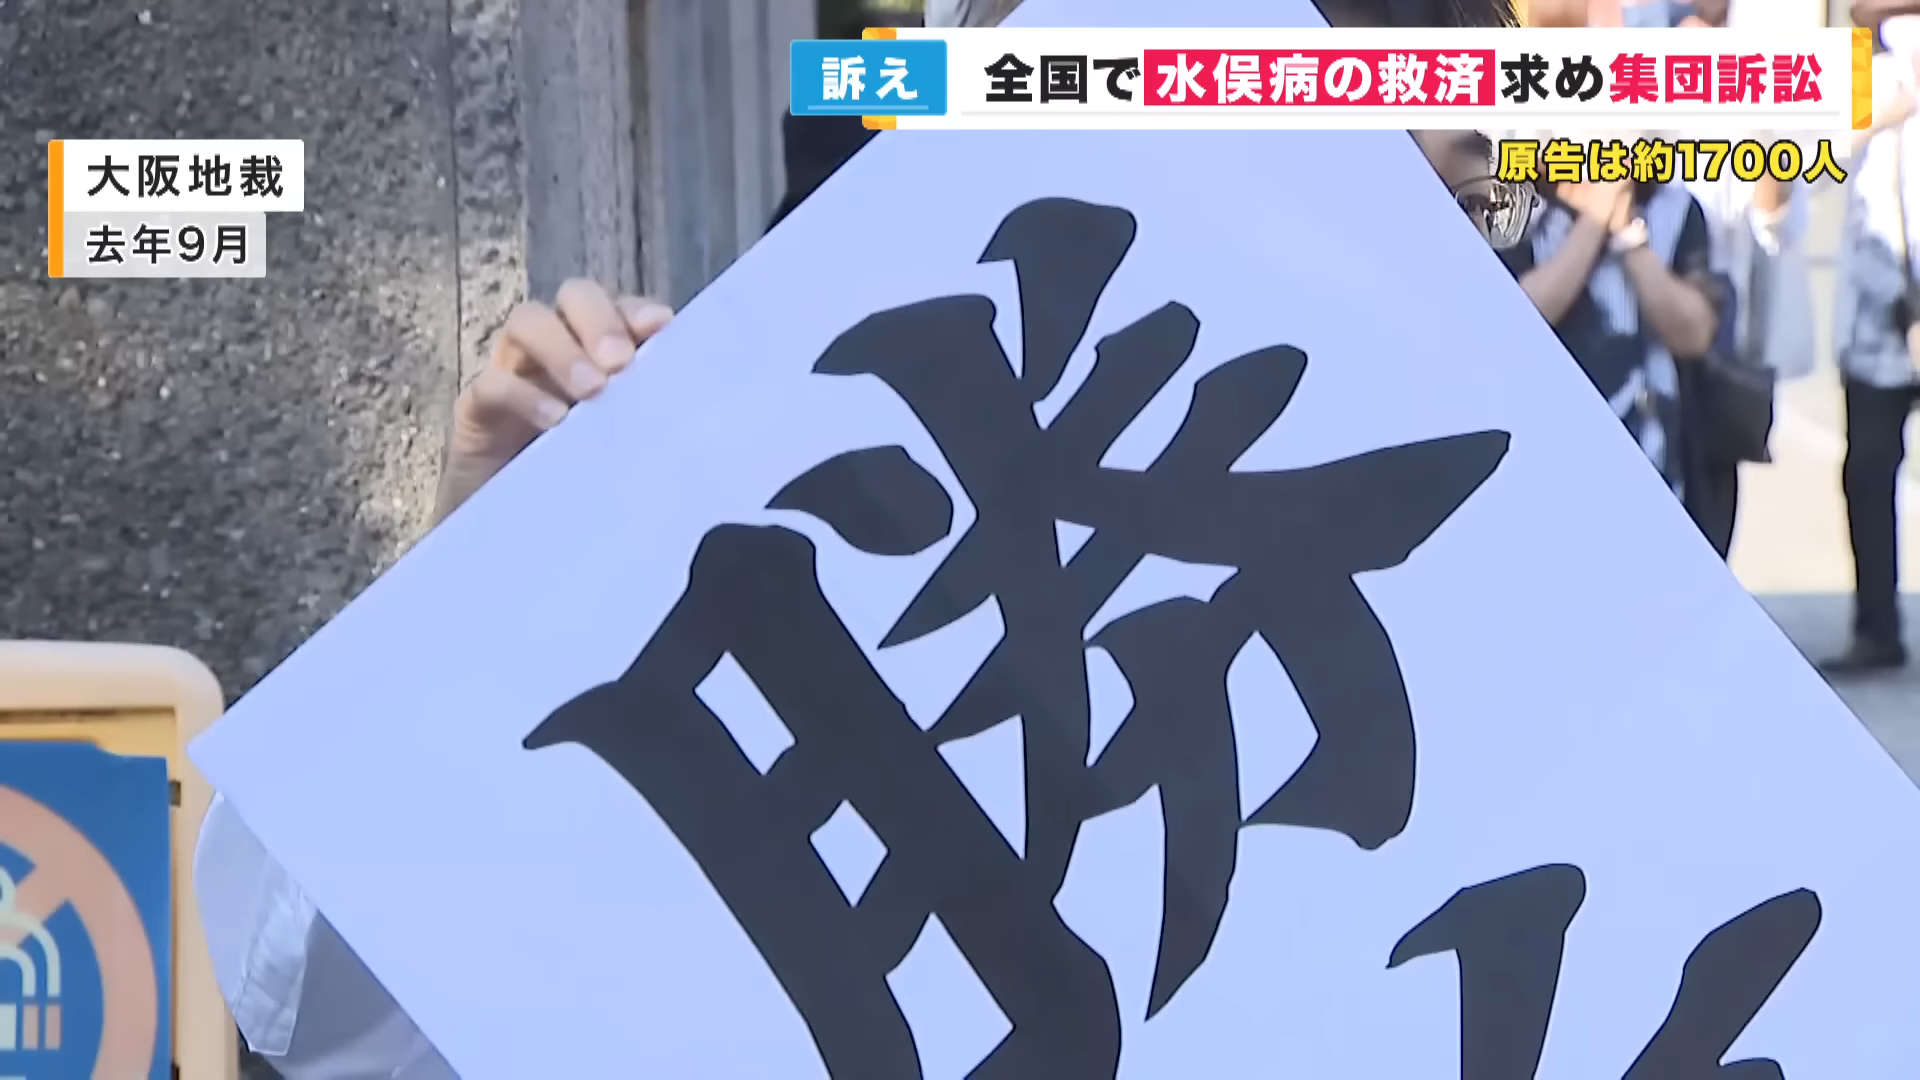 訴え
全国で水俣病の救済求め集団訴訟
原告は約1700人
大阪地裁
去年9月
勝